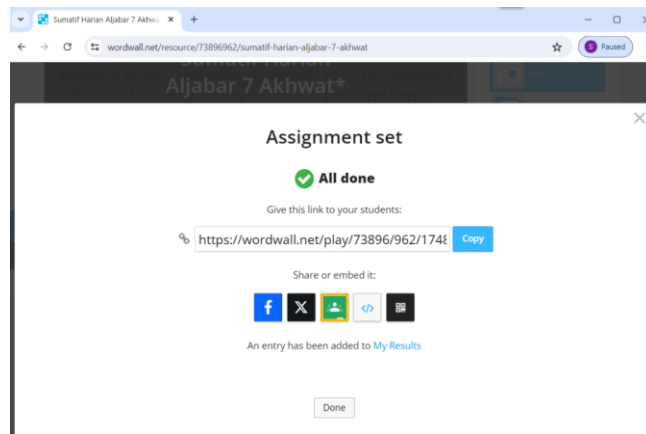 Sumatif Harian Aljabar 7 Akhwa
wordwall.net/resource/73896962/sumatif-harian-aljabar-7-akhwat
S Paused
Sumatif Harian
Aljabar 7 Akhwat*
Assignment set
All done
Give this link to your students:
https://wordwall.net/play/73896/962/1748
Copy
Share or embed it:
An entry has been added to My Results
Done